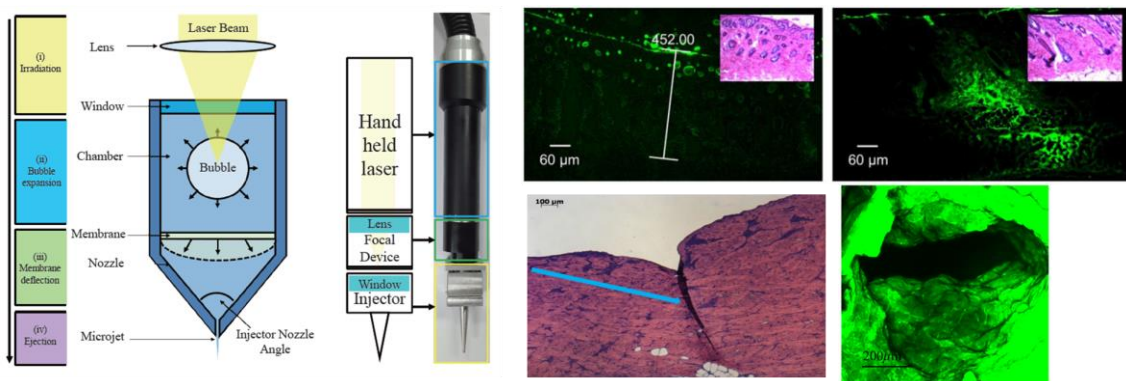 (i)
Irradiation
(ii)
Bubble
expansion
(iii)
Membrane
deflection
(iv)
Ejection
Laser Beam
Lens
Window
Chamber
Bubble
Membrane
Nozzle
Microjet
Injector Nozzle
Angle
Hand
held
laser
Lens
Focal
Device
Window
Injector
452.00
60 μm
60 μm
100 μm
200μm